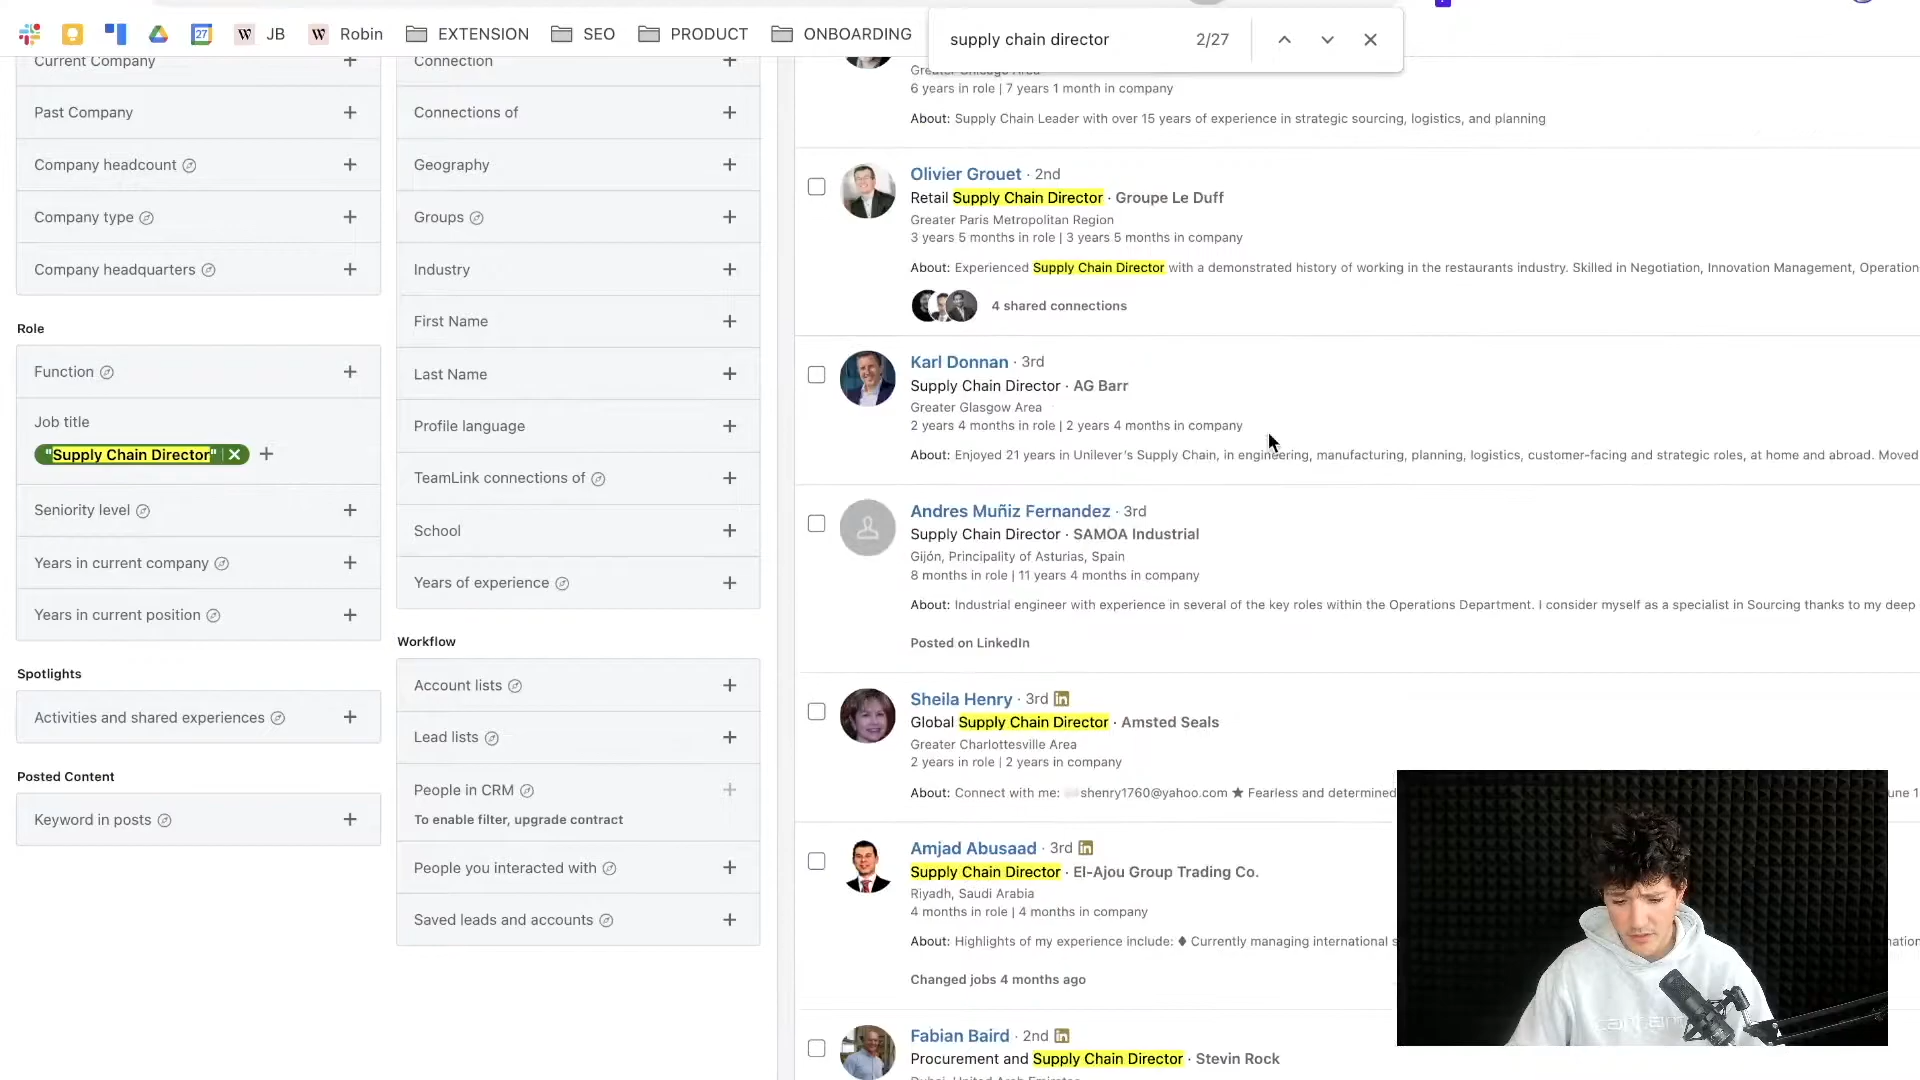 27
JB
Robin
EXTENSION
SEO
PRODUCT
ONBOARDING
supply chain director
2/27
Current Company
Past Company
Company headcount
Company type
Company headquarters
Role
Function
Job title
"Supply Chain Director"
Seniority level
Years in current company
Years in current position
Spotlights
Activities and shared experiences
Posted Content
Keyword in posts
Connection
Connections of
Geography
Groups
Industry
First Name
Last Name
Profile language
TeamLink connections of
School
Years of experience
Workflow
Account lists
Lead lists
People in CRM
To enable filter, upgrade contract
People you interacted with
Saved leads and accounts
Greater Chicago Area
6 years in role | 7 years 1 month in company
About: Supply Chain Leader with over 15 years of experience in strategic sourcing, logistics, and planning
Olivier Grouet · 2nd
Retail Supply Chain Director · Groupe Le Duff
Greater Paris Metropolitan Region
3 years 5 months in role | 3 years 5 months in company
About: Experienced Supply Chain Director with a demonstrated history of working in the restaurants industry. Skilled in Negotiation, Innovation Management, Operation
4 shared connections
Karl Donnan · 3rd
Supply Chain Director · AG Barr
Greater Glasgow Area
2 years 4 months in role | 2 years 4 months in company
About: Enjoyed 21 years in Unilever's Supply Chain, in engineering, manufacturing, planning, logistics, customer-facing and strategic roles, at home and abroad. Moved
Andres Muñiz Fernandez · 3rd
Supply Chain Director · SAMOA Industrial
Gijón, Principality of Asturias, Spain
8 months in role | 11 years 4 months in company
About: Industrial engineer with experience in several of the key roles within the Operations Department. I consider myself as a specialist in Sourcing thanks to my deep
Posted on LinkedIn
Sheila Henry · 3rd in
Global Supply Chain Director · Amsted Seals
Greater Charlottesville Area
2 years in role | 2 years in company
About: Connect with me: shenry1760@yahoo.com ★ Fearless and determined une 1
Amjad Abusaad · 3rd in
Supply Chain Director · El-Ajou Group Trading Co.
Riyadh, Saudi Arabia
4 months in role | 4 months in company
About: Highlights of my experience include: ♦ Currently managing international s nation
Changed jobs 4 months ago
Fabian Baird · 2nd in
Procurement and Supply Chain Director · Stevin Rock
Dubai, United Arab Emirates